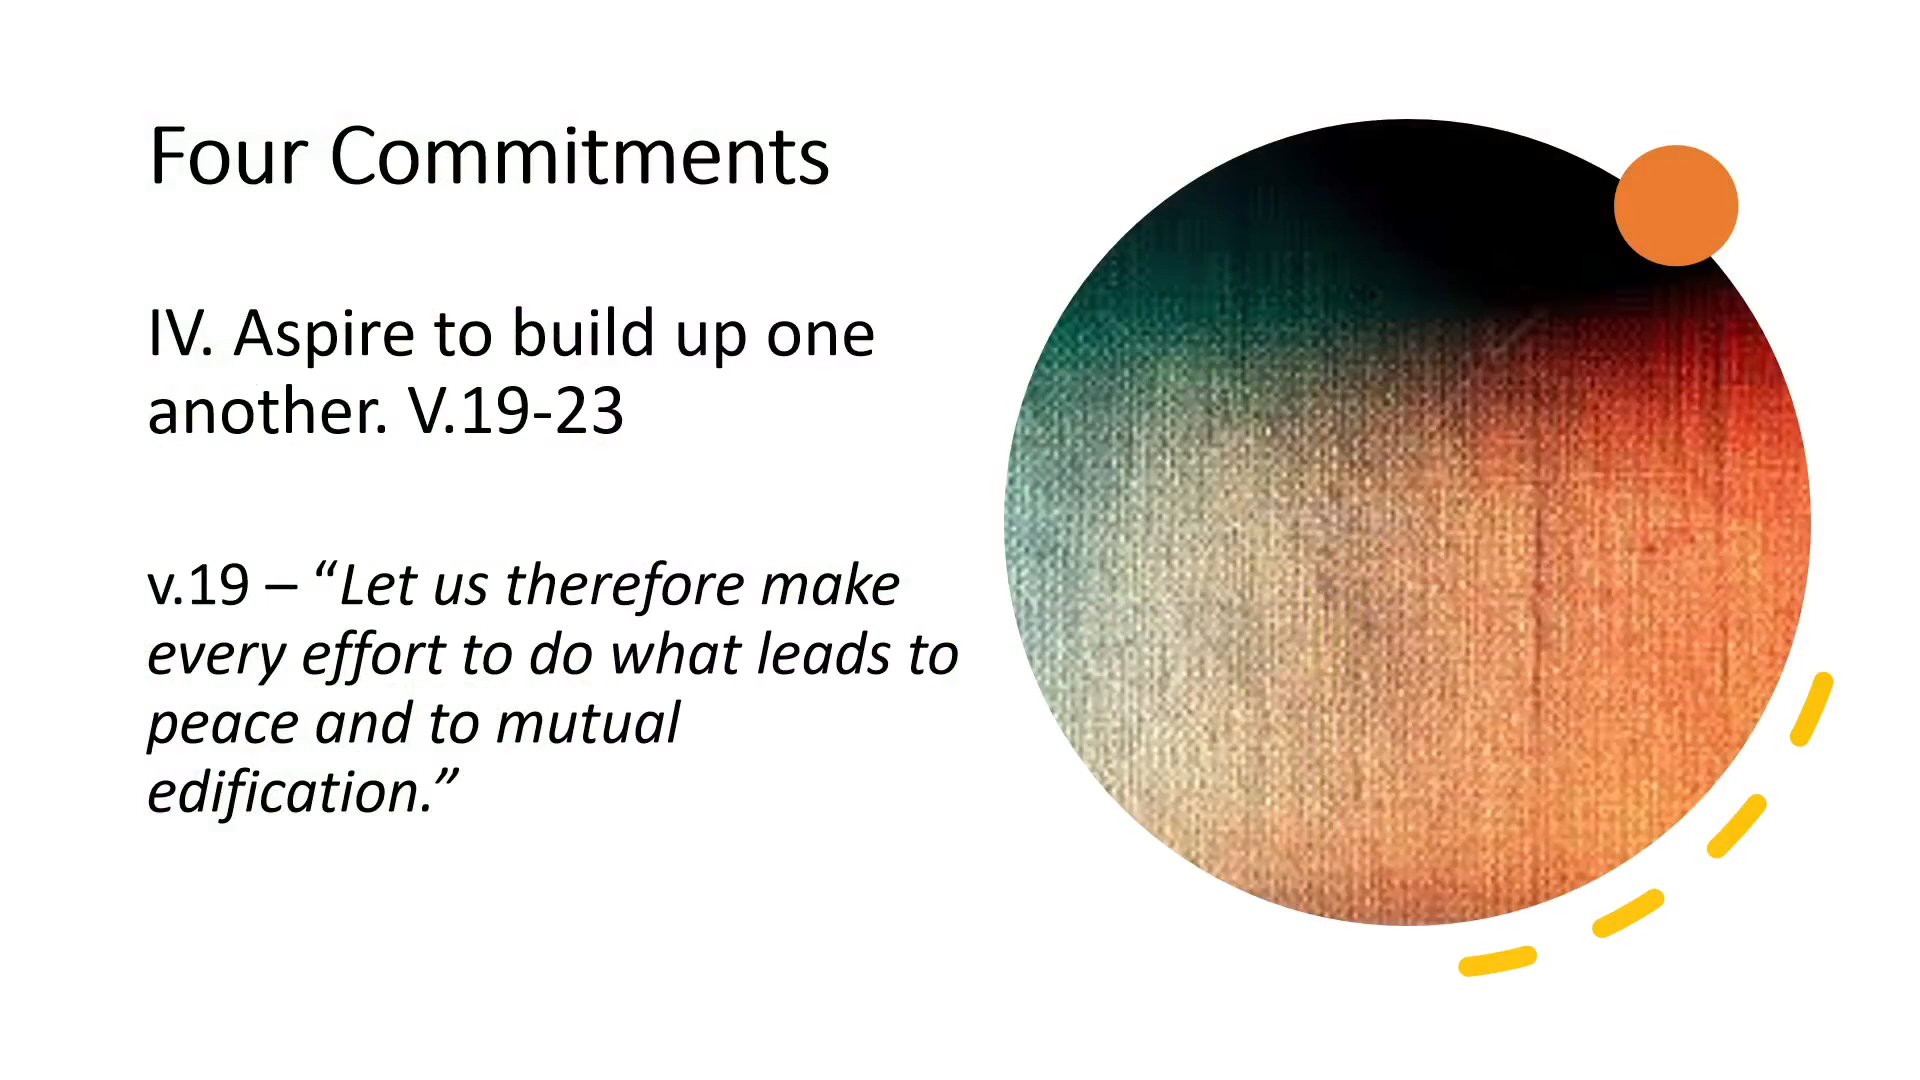 Four Commitments
IV. Aspire to build up one
another. V.19-23
v.19 – “Let us therefore make
every effort to do what leads to
peace and to mutual
edification.”